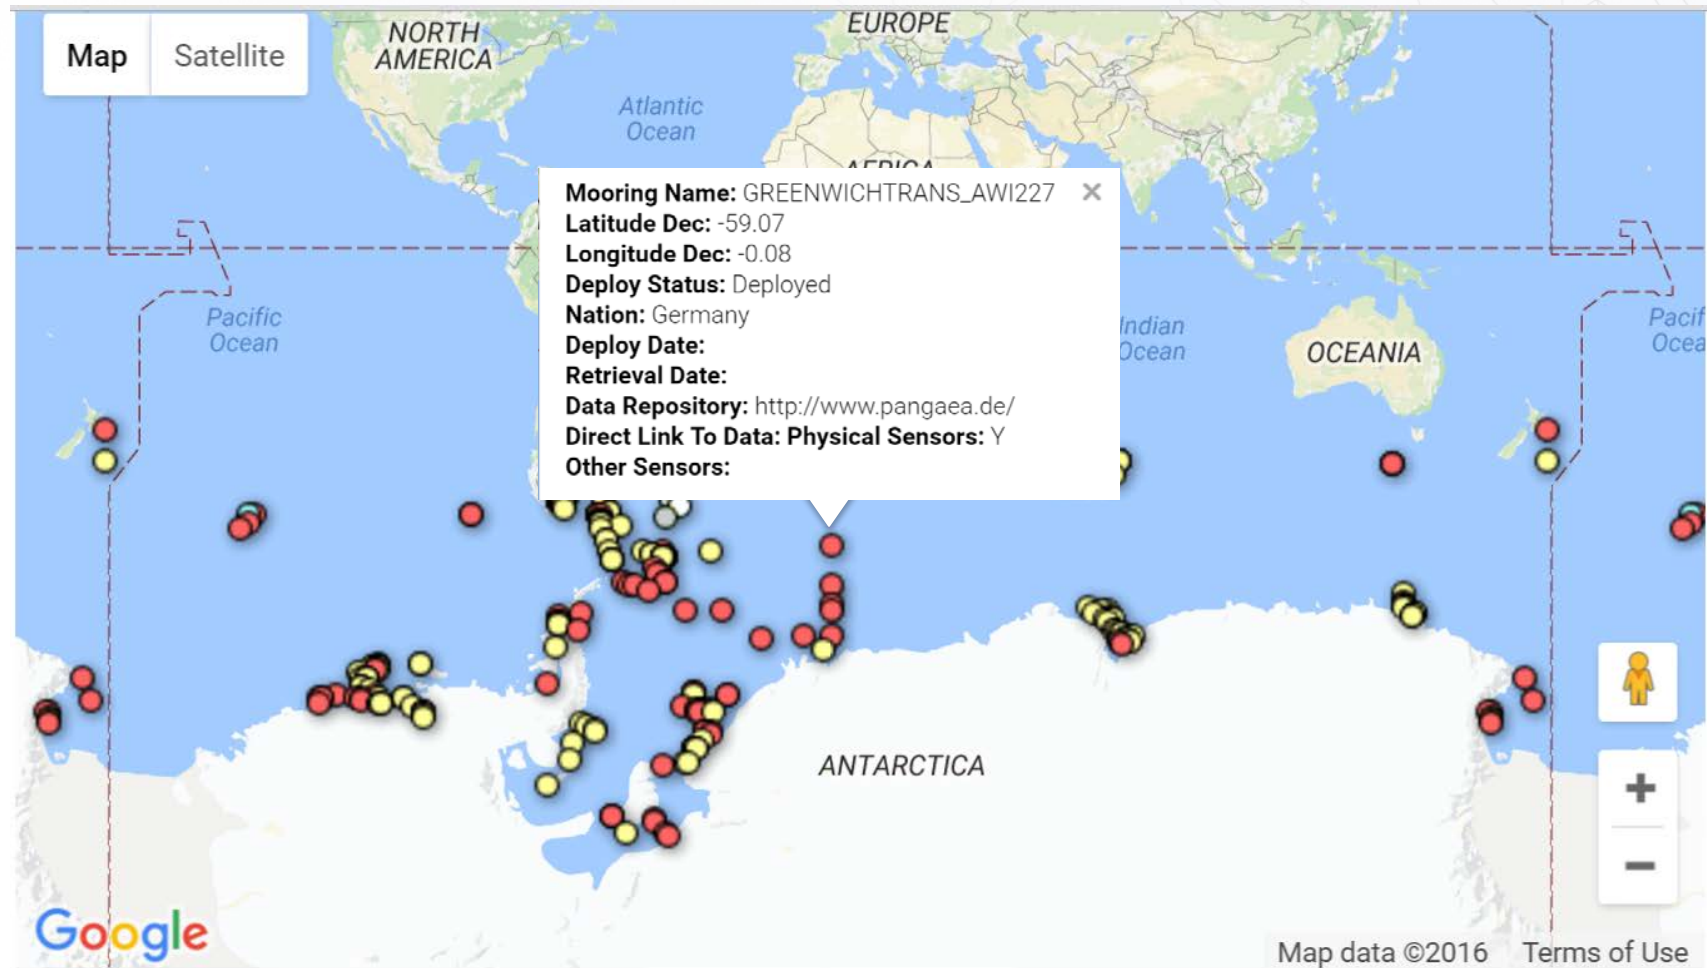 Map
Satellite
NORTH
AMERICA
EUROPE
Atlantic
Ocean
AFRICA
Mooring Name: GREENWICHTRANS_AWI227
Latitude Dec: -59.07
Longitude Dec: -0.08
Deploy Status: Deployed
Nation: Germany
Deploy Date:
Retrieval Date:
Data Repository: http://www.pangaea.de/
Direct Link To Data: Physical Sensors: Y
Other Sensors:
Pacific
Ocean
Indian
Ocean
OCEANIA
Pacif
Ocea
ANTARCTICA
Google
Map data ©2016
Terms of Use